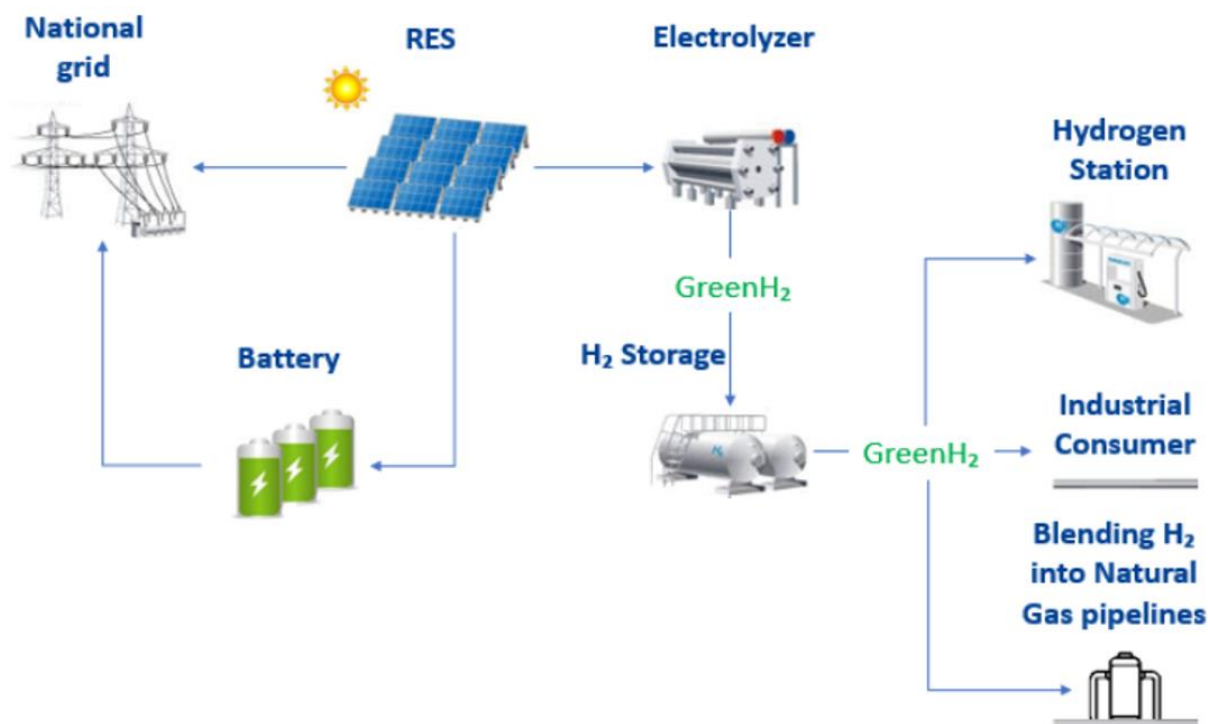 National
grid
RES
Electrolyzer
Hydrogen
Station
GreenH₂
Battery
H₂ Storage
H₂
GreenH₂
Industrial
Consumer
Blending H₂
into Natural
Gas pipelines